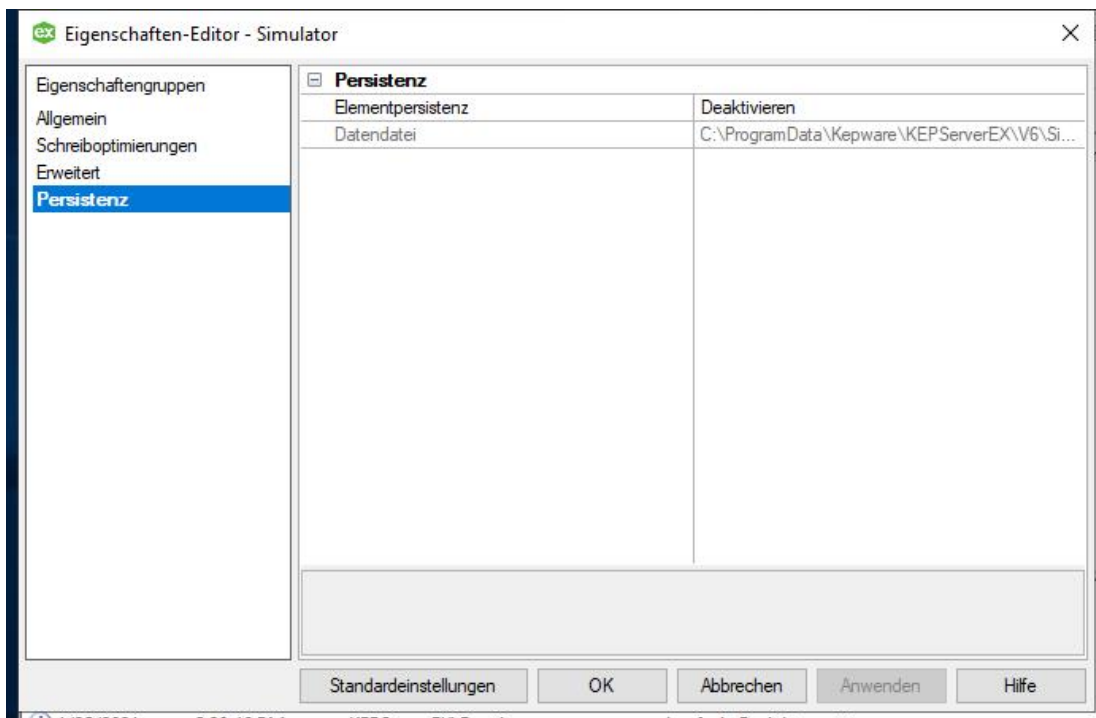 ex Eigenschaften-Editor - Simulator
Eigenschaftengruppen
Allgemein
Schreiboptimierungen
Erweitert
Persistenz
Persistenz
Elementpersistenz Deaktivieren
Datendatei C:\ProgramData\Kepware\KEPServerEX\V6\Si...
Standardeinstellungen OK Abbrechen Anwenden Hilfe